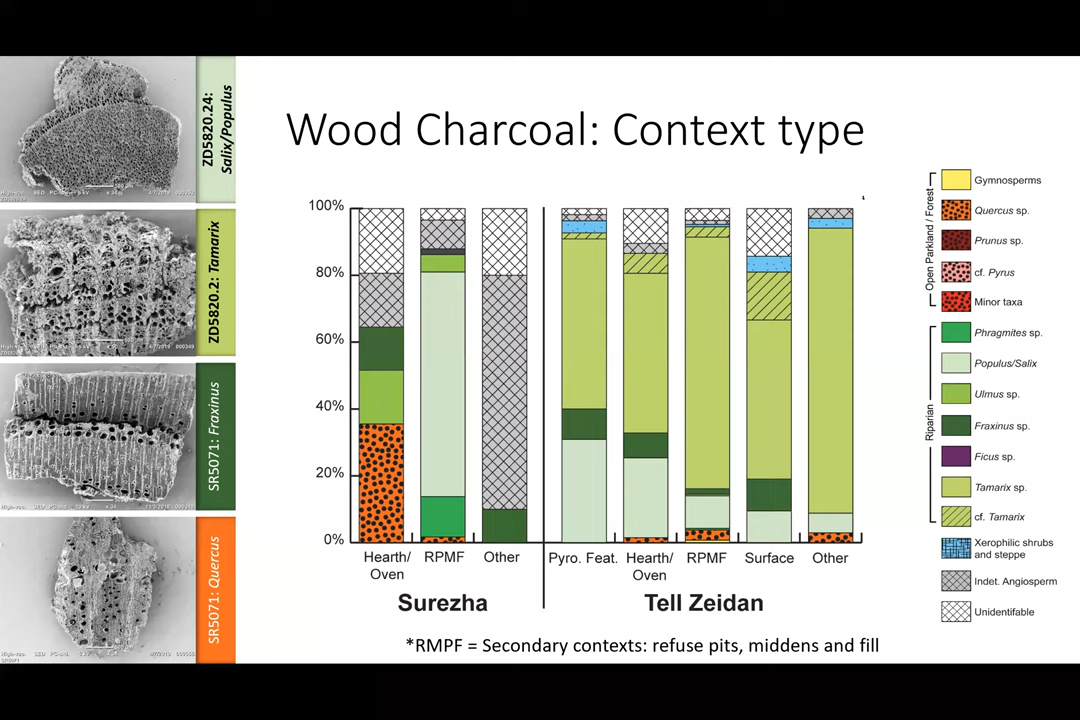 Wood Charcoal: Context type
ZD5820.24:
Salix/Populus
ZD5820.2: Tamarix
SR5071: Fraxinus
SR5071: Quercus
100%
80%
60%
40%
20%
0%
Hearth/
Oven
RPMF
Other
Pyro. Feat.
Hearth/
Oven
RPMF
Surface
Other
Surezha
Tell Zeidan
*RMPF = Secondary contexts: refuse pits, middens and fill
Open Parkland / Forest
Gymnosperms
Quercus sp.
Prunus sp.
cf. Pyrus
Minor taxa
Riparian
Phragmites sp.
Populus/Salix
Ulmus sp.
Fraxinus sp.
Ficus sp.
Tamarix sp.
cf. Tamarix
Xerophilic shrubs
and steppe
Indet. Angiosperm
Unidentifiable